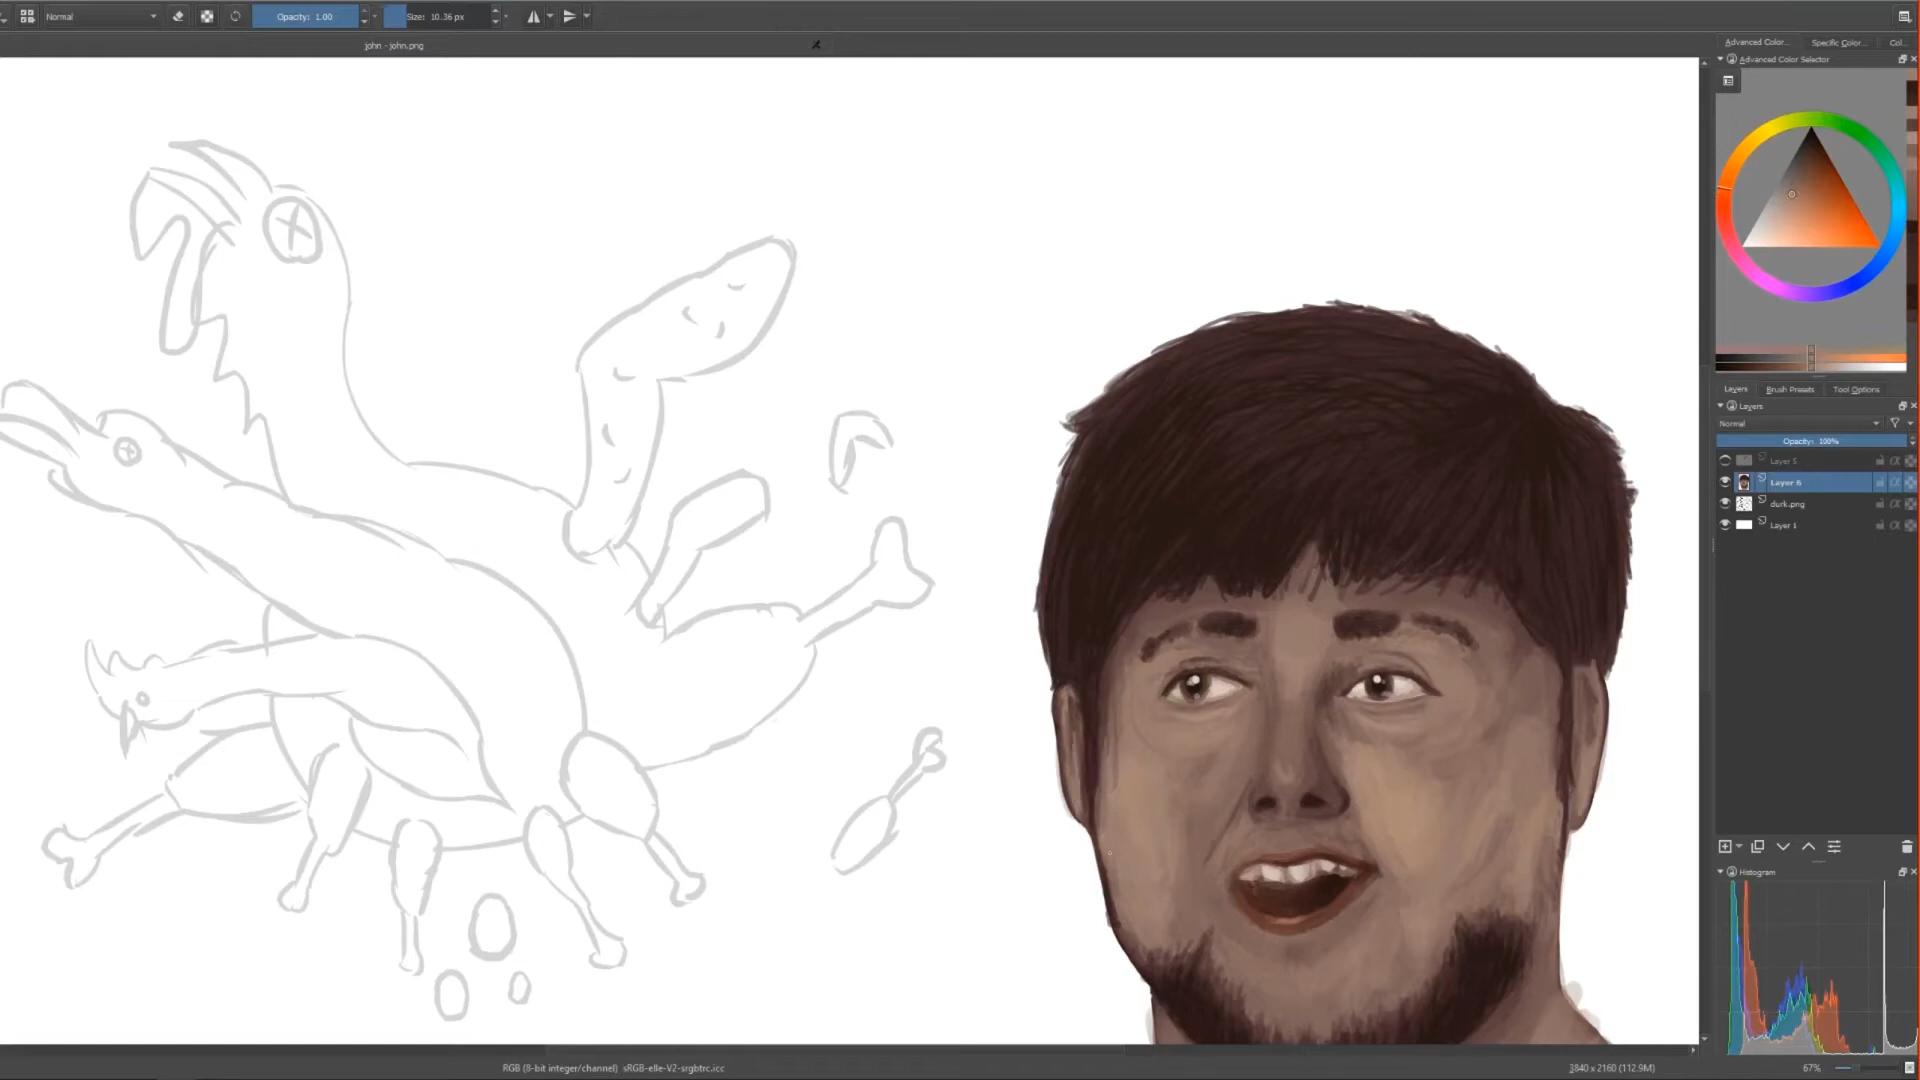 Normal
Opacity: 1.00
Size: 10.36 px
john - john.png
Advanced Color...
Specific Color...
Col...
Advanced Color Selector
Layers
Brush Presets
Tool Options
Layers
Normal
Opacity: 100%
Layer 5
Layer 6
durk.png
Layer 1
Histogram
RGB (8-bit integer/channel) sRGB-elle-V2-srgbtrc.icc
3840 x 2160 (112.9M)
67%